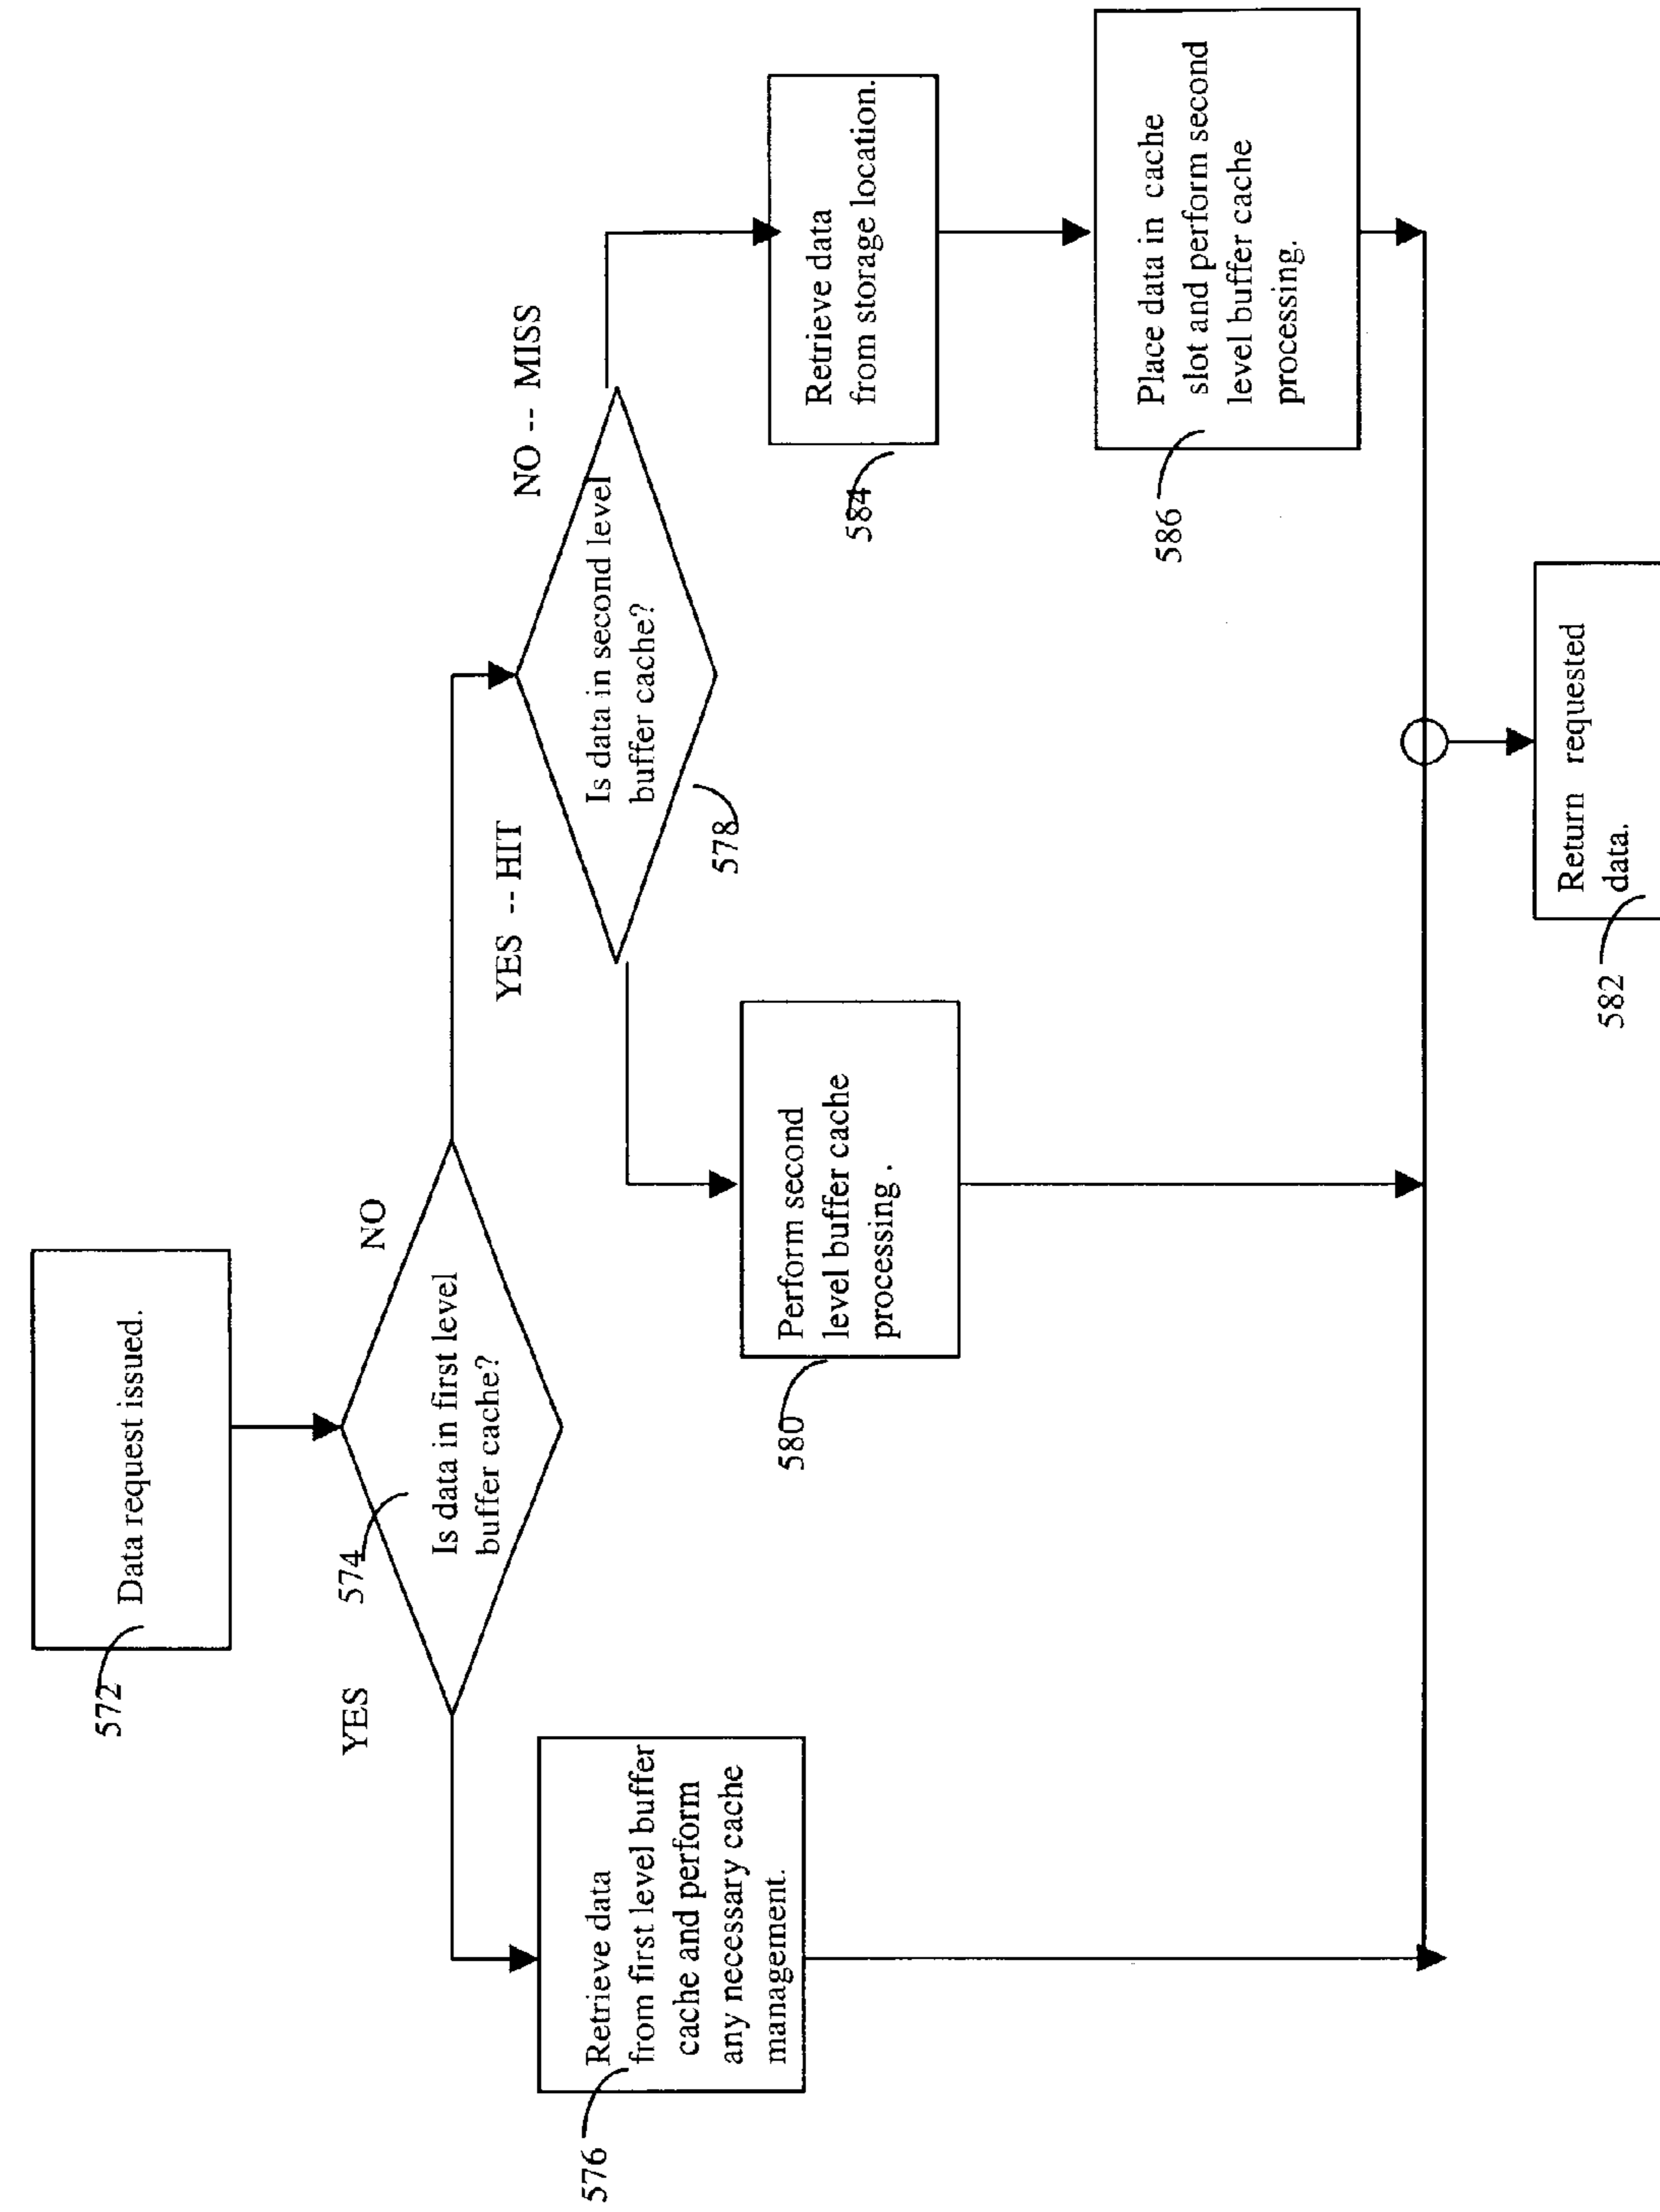 572
Data request issued.
YES
574
NO
Is data in first level
buffer cache?
YES -- HIT
NO -- MISS
Is data in second level
buffer cache?
578
576
Retrieve data
from first level buffer
cache and perform
any necessary cache
management.
580
Perform second
level buffer cache
processing .
584
Retrieve data
from storage location.
586
Place data in cache
slot and perform second
level buffer cache
processing.
582
Return requested
data.